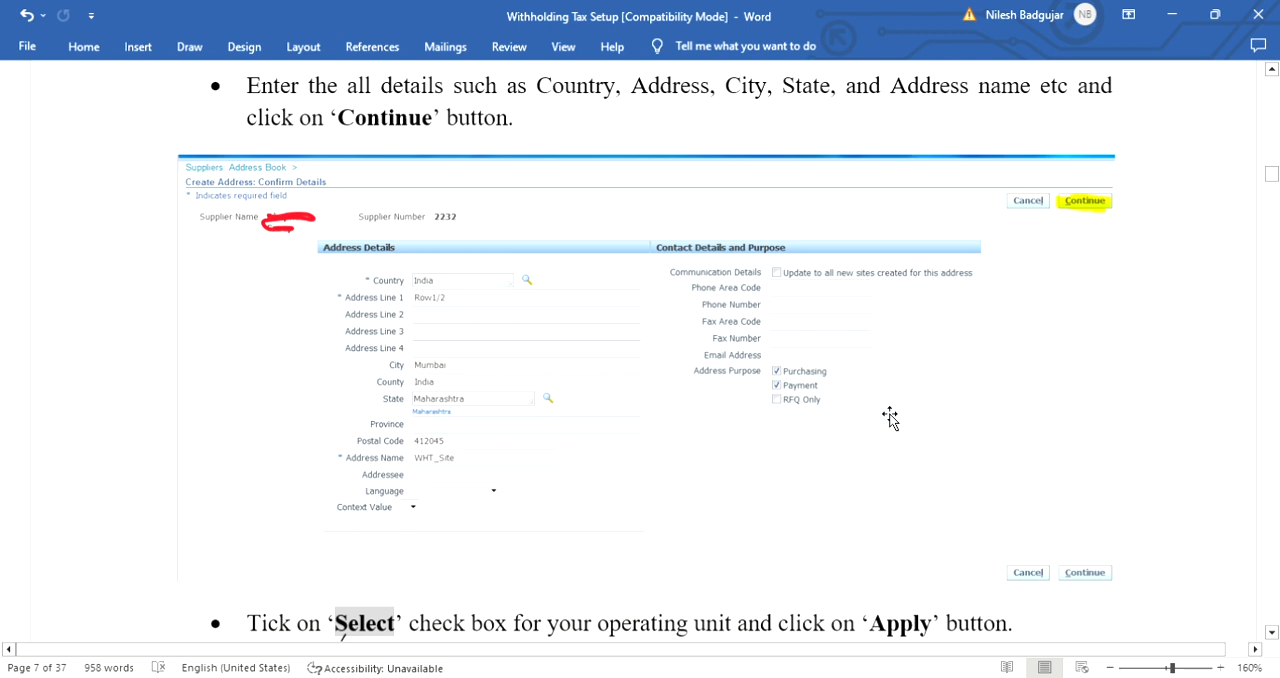 Withholding Tax Setup [Compatibility Mode] - Word
Nilesh Badgujar
NB
File Home Insert Draw Design Layout References Mailings Review View Help Tell me what you want to do
• Enter the all details such as Country, Address, City, State, and Address name etc and
click on ‘Continue’ button.
Suppliers Address Book >
Create Address: Confirm Details
* Indicates required field
Cancel Continue
Supplier Name
Supplier Number 2232
Address Details
* Country India
* Address Line 1 Row1/2
Address Line 2
Address Line 3
Address Line 4
City Mumbai
County India
State Maharashtra
Maharashtra
Province
Postal Code 412045
* Address Name WHT_Site
Addressee
Language
Context Value
Contact Details and Purpose
Communication Details Update to all new sites created for this address
Phone Area Code
Phone Number
Fax Area Code
Fax Number
Email Address
Address Purpose Purchasing
Payment
RFQ Only
Cancel Continue
• Tick on ‘Select’ check box for your operating unit and click on ‘Apply’ button.
Page 7 of 37 958 words English (United States) Accessibility: Unavailable 160%